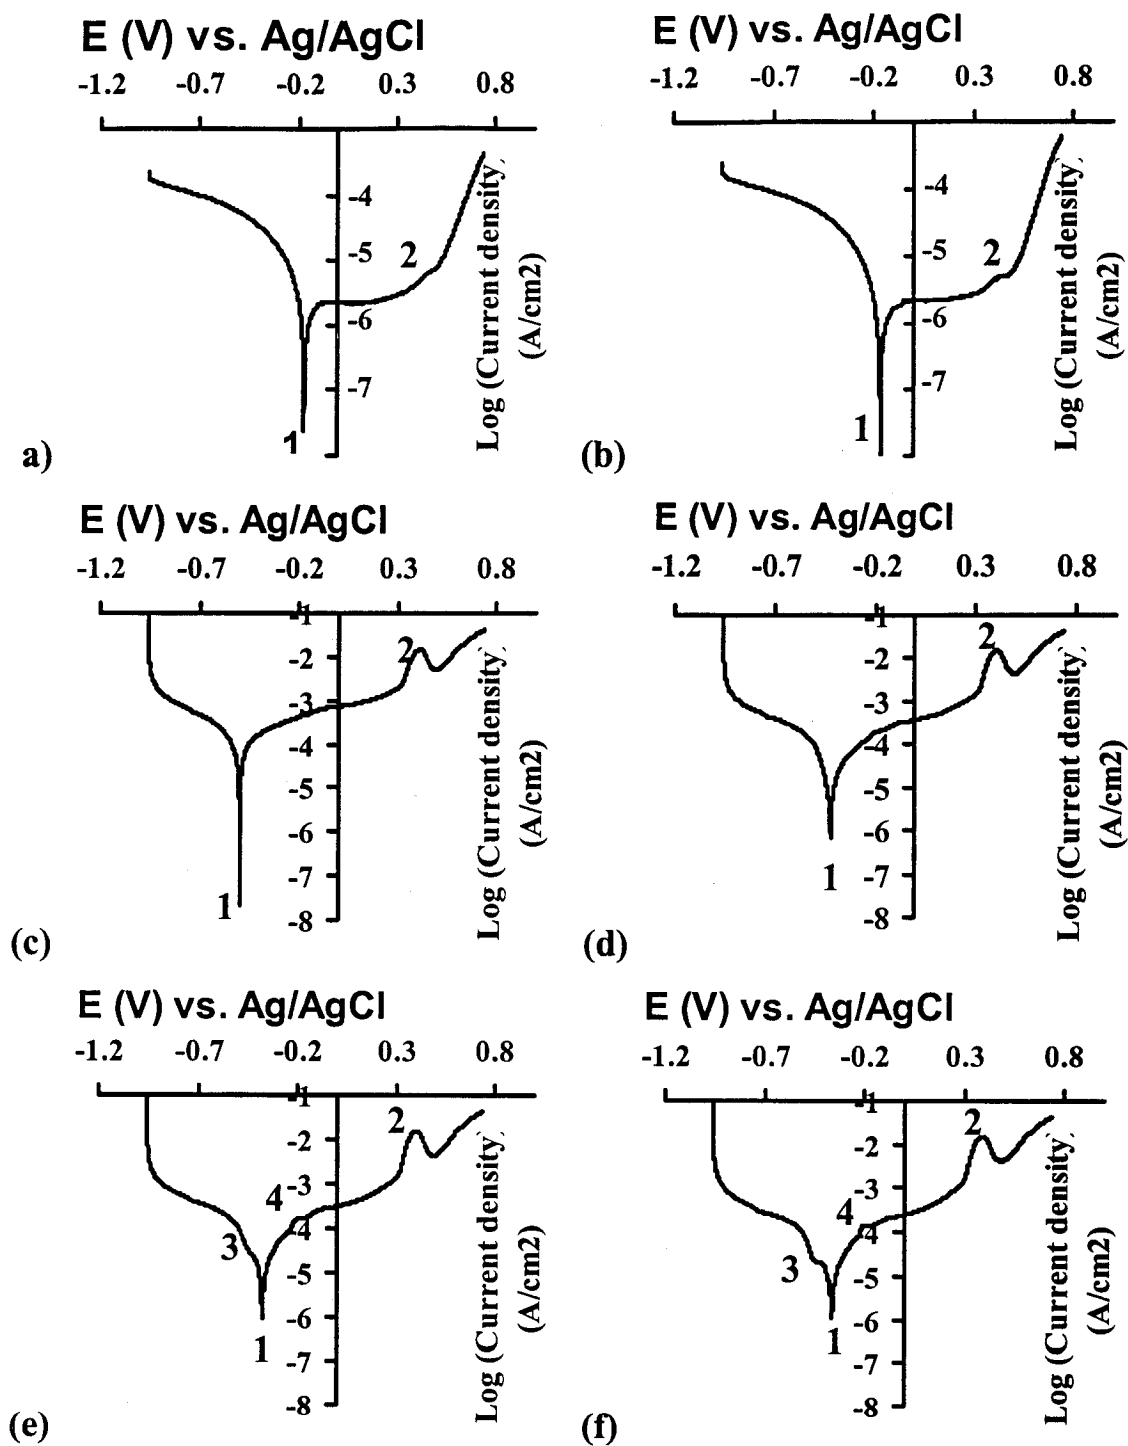 E (V) vs. Ag/AgCl
-1.2 -0.7 -0.2 0.3 0.8
-4
-5
-6
-7
2
1
Log (Current density)
(A/cm2)
a)
E (V) vs. Ag/AgCl
-1.2 -0.7 -0.2 0.3 0.8
-4
-5
-6
-7
2
1
Log (Current density)
(A/cm2)
(b)
E (V) vs. Ag/AgCl
-1.2 -0.7 -0.2 0.3 0.8
-1
-2
-3
-4
-5
-6
-7
-8
2
1
Log (Current density)
(A/cm2)
(c)
E (V) vs. Ag/AgCl
-1.2 -0.7 -0.2 0.3 0.8
-1
-2
-3
-4
-5
-6
-7
-8
2
1
Log (Current density)
(A/cm2)
(d)
E (V) vs. Ag/AgCl
-1.2 -0.7 -0.2 0.3 0.8
-1
-2
-3
-4
-5
-6
-7
-8
2
4
3
1
Log (Current density)
(A/cm2)
(e)
E (V) vs. Ag/AgCl
-1.2 -0.7 -0.2 0.3 0.8
-1
-2
-3
-4
-5
-6
-7
-8
2
4
3
1
Log (Current density)
(A/cm2)
(f)